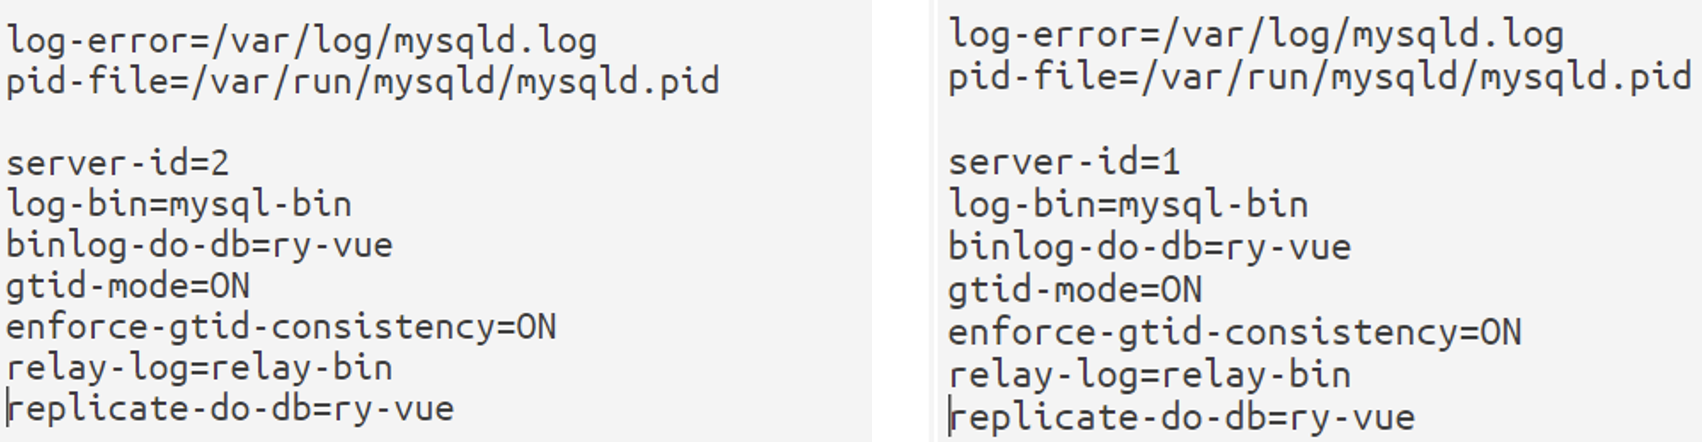 log-error=/var/log/mysqld.log
pid-file=/var/run/mysqld/mysqld.pid
server-id=2
log-bin=mysql-bin
binlog-do-db=ry-vue
gtid-mode=ON
enforce-gtid-consistency=ON
relay-log=relay-bin
replicate-do-db=ry-vue
log-error=/var/log/mysqld.log
pid-file=/var/run/mysqld/mysqld.pid
server-id=1
log-bin=mysql-bin
binlog-do-db=ry-vue
gtid-mode=ON
enforce-gtid-consistency=ON
relay-log=relay-bin
replicate-do-db=ry-vue